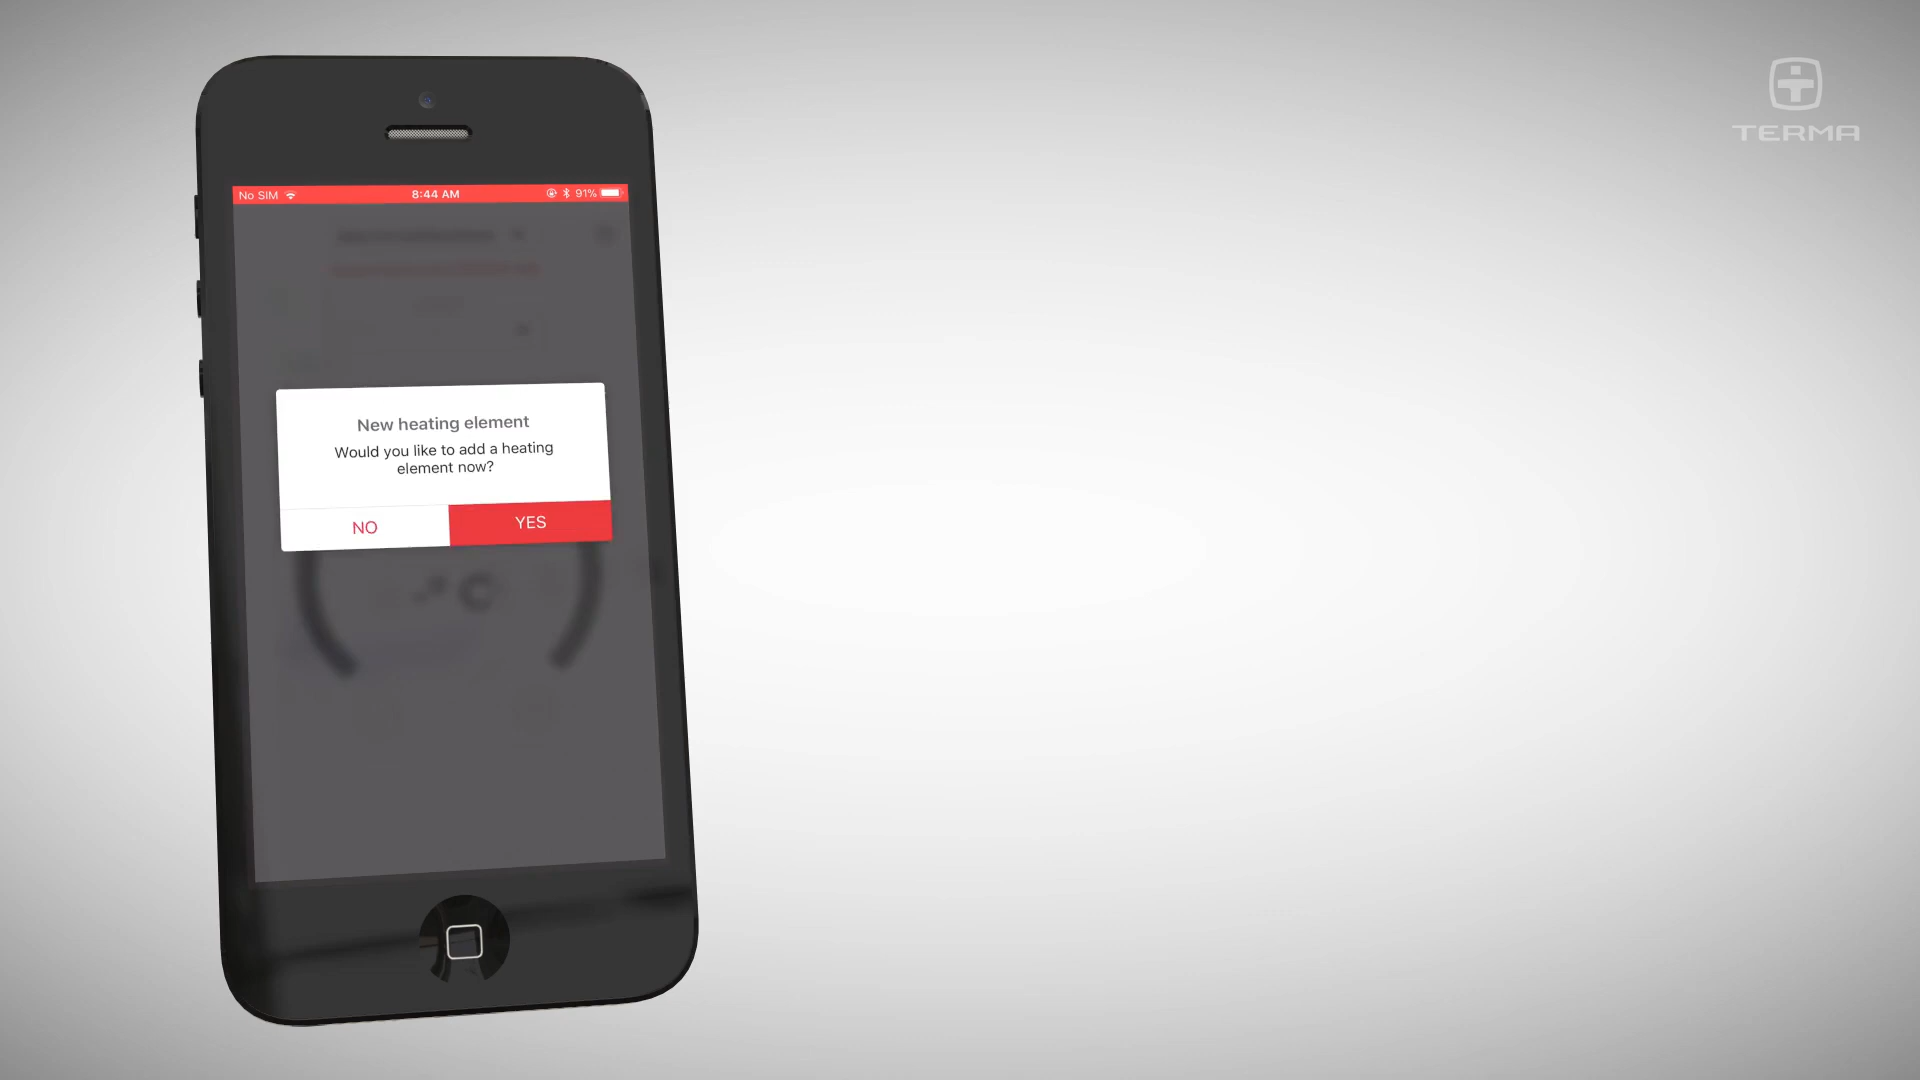 TERMA
No SIM 8:44 AM 91%
New heating element
Would you like to add a heating
element now?
NO YES